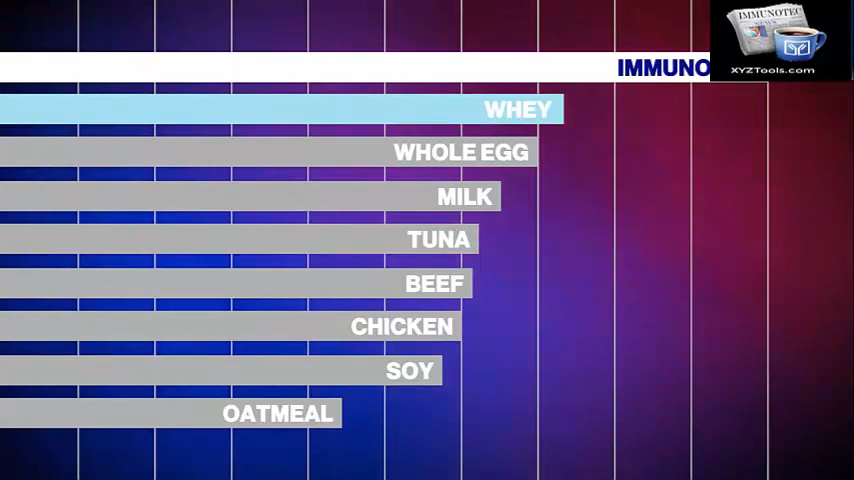 IMMUNOTEC
NEWS
XYZTools.com
IMMUNO
WHEY
WHOLE EGG
MILK
TUNA
BEEF
CHICKEN
SOY
OATMEAL